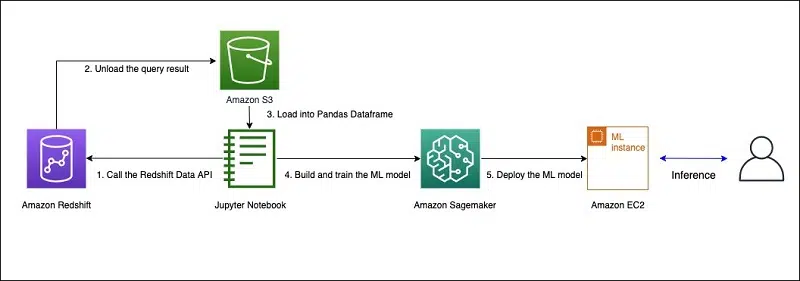 2. Unload the query result
Amazon S3
3. Load into Pandas Dataframe
ML
instance
1. Call the Redshift Data API
4. Build and train the ML model
5. Deploy the ML model
Inference
Amazon Redshift
Jupyter Notebook
Amazon Sagemaker
Amazon EC2